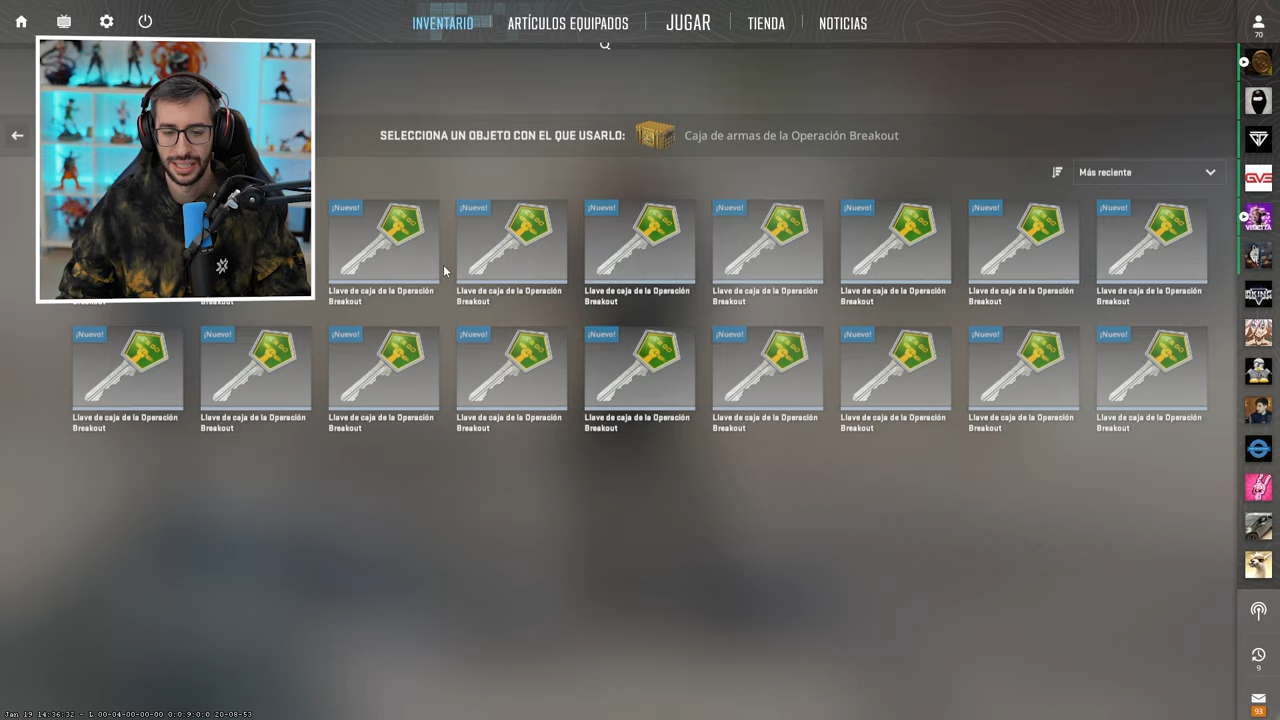 INVENTARIO
ARTÍCULOS EQUIPADOS
JUGAR
TIENDA
NOTICIAS
70
SELECCIONA UN OBJETO CON EL QUE USARLO:
Caja de armas de la Operación Breakout
Más reciente
¡Nuevo!
¡Nuevo!
¡Nuevo!
¡Nuevo!
¡Nuevo!
¡Nuevo!
¡Nuevo!
Llave de caja de la Operación
Breakout
Llave de caja de la Operación
Breakout
Llave de caja de la Operación
Breakout
Llave de caja de la Operación
Breakout
Llave de caja de la Operación
Breakout
Llave de caja de la Operación
Breakout
Llave de caja de la Operación
Breakout
¡Nuevo!
¡Nuevo!
¡Nuevo!
¡Nuevo!
¡Nuevo!
¡Nuevo!
¡Nuevo!
¡Nuevo!
¡Nuevo!
Llave de caja de la Operación
Breakout
Llave de caja de la Operación
Breakout
Llave de caja de la Operación
Breakout
Llave de caja de la Operación
Breakout
Llave de caja de la Operación
Breakout
Llave de caja de la Operación
Breakout
Llave de caja de la Operación
Breakout
Llave de caja de la Operación
Breakout
Llave de caja de la Operación
Breakout
9
93